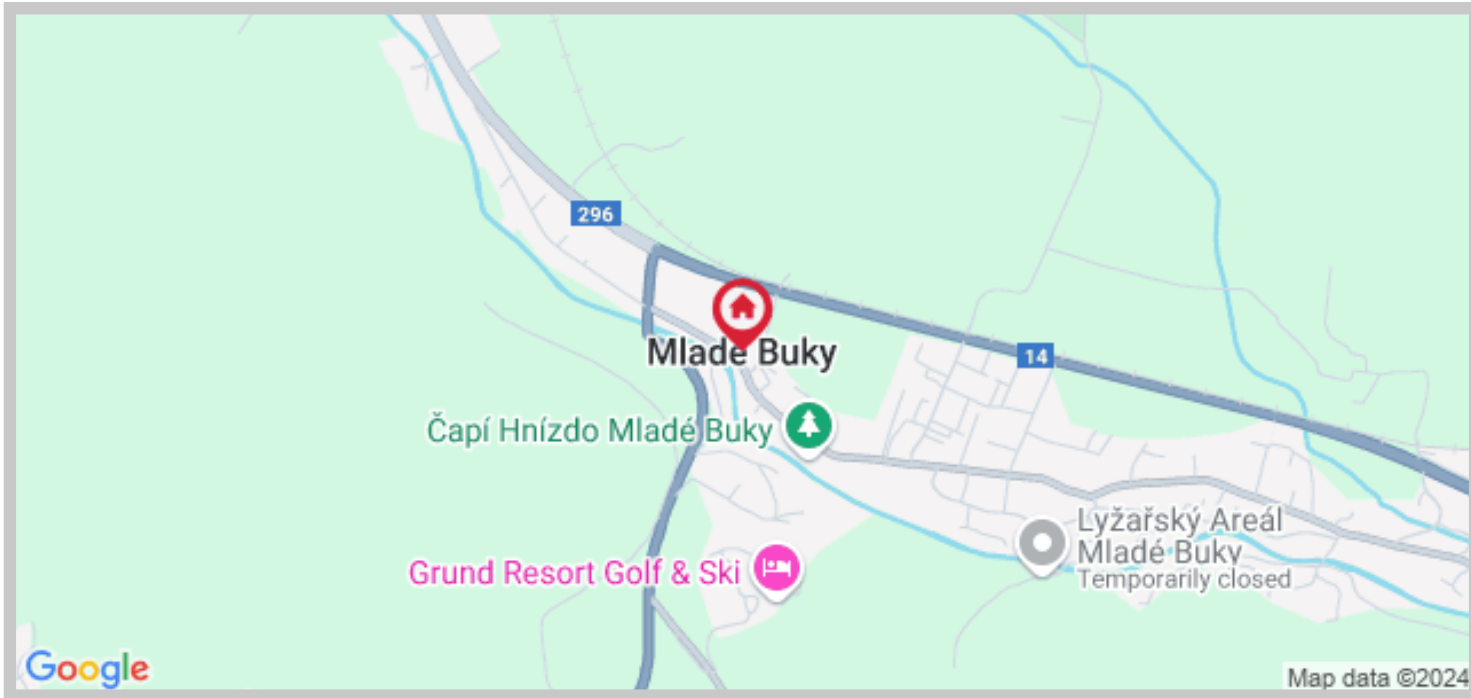 296
Mladé Buky
14
Čapí Hnízdo Mladé Buky
Lyžařský Areál
Mladé Buky
Temporarily closed
Grund Resort Golf & Ski
Google
Map data ©2024